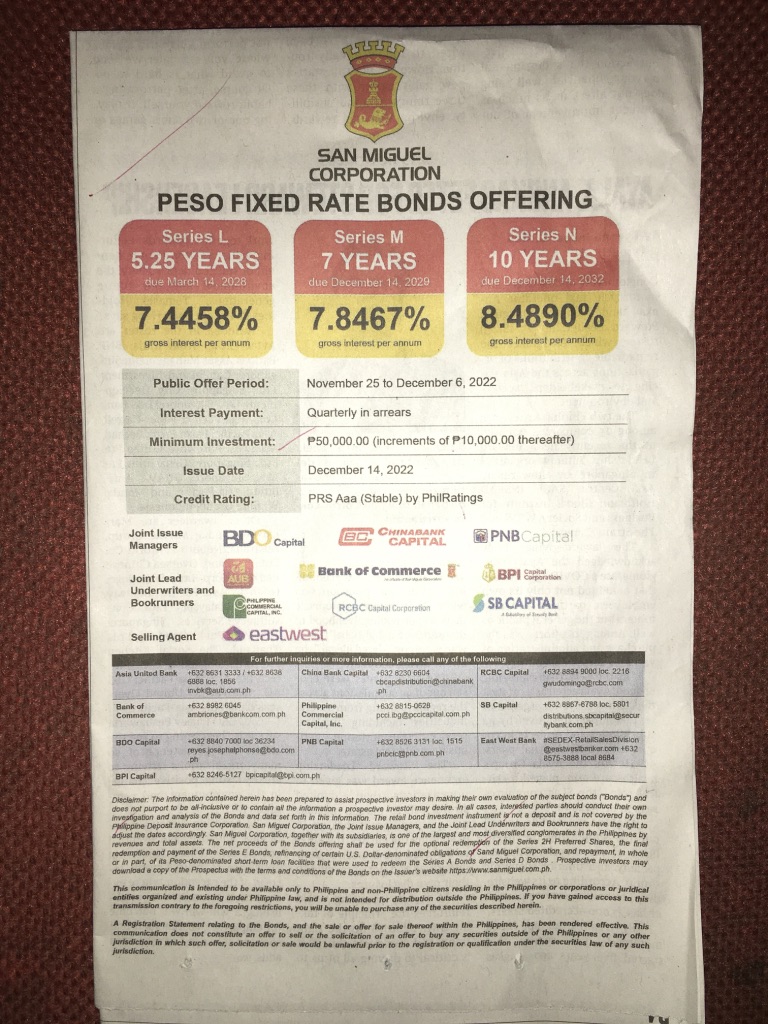 SAN MIGUEL
CORPORATION
PESO FIXED RATE BONDS OFFERING
Series L
5.25 YEARS
due March 14, 2028
7.4458%
gross interest per annum
Series M
7 YEARS
due December 14, 2029
7.8467%
gross interest per annum
Series N
10 YEARS
due December 14, 2032
8.4890%
gross interest per annum
Public Offer Period: November 25 to December 6, 2022
Interest Payment: Quarterly in arrears
Minimum Investment: ₱50,000.00 (increments of ₱10,000.00 thereafter)
Issue Date December 14, 2022
Credit Rating: PRS Aaa (Stable) by PhilRatings
Joint Issue
Managers
BDO Capital
CHINABANK
CAPITAL
PNBCapital
Joint Lead
Underwriters and
Bookrunners
AUB
Bank of Commerce
BPI Capital
Corporation
PHILIPPINE
COMMERCIAL
CAPITAL, INC.
RCBC Capital Corporation
SB CAPITAL
A Subsidiary of Security Bank
Selling Agent
eastwest
For further inquiries or more information, please call any of the following
Asia United Bank
+632 8631 3333 / +632 8638
6888 loc. 1856
invbk@aub.com.ph
China Bank Capital
+632 8230 6604
cbcapdistribution@chinabank
.ph
RCBC Capital
+632 8894 9000 loc. 2216
gwudomingo@rcbc.com
Bank of
Commerce
+632 8982 6045
ambriones@bankcom.com.ph
Philippine
Commercial
Capital, Inc.
+632 8815-0528
pcci.ibg@pccicapital.com.ph
SB Capital
+632 8867-6788 loc. 5801
distributions.sbcapital@secur
itybank.com.ph
BDO Capital
+632 8840 7000 loc 36234
reyes.josephalphonsa@bdo.com
.ph
PNB Capital
+632 8526 3131 loc. 1515
pnbcic@pnb.com.ph
East West Bank
#SEDEX-RetailSalesDivision
@eastwestbanker.com +632
8575-3888 local 8684
BPI Capital
+632 8246-5127 bpicapital@bpi.com.ph
Disclaimer: The information contained herein has been prepared to assist prospective investors in making their own evaluation of the subject bonds ("Bonds") and
does not purport to be all-inclusive or to contain all the information a prospective investor may desire. In all cases, interested parties should conduct their own
investigation and analysis of the Bonds and data set forth in this information. The retail bond investment instrument is not a deposit and is not covered by the
Philippine Deposit Insurance Corporation. San Miguel Corporation, the Joint Issue Managers, and the Joint Lead Underwriters and Bookrunners have the right to
adjust the dates accordingly. San Miguel Corporation, together with its subsidiaries, is one of the largest and most diversified conglomerates in the Philippines by
revenues and total assets. The net proceeds of the Bonds offering shall be used for the optional redemption of the Series 2H Preferred Shares, the final
redemption and payment of the Series E Bonds, refinancing of certain U.S. Dollar-denominated obligations of Sand Miguel Corporation, and repayment, in whole
or in part, of its Peso-denominated short-term loan facilities that were used to redeem the Series A Bonds and Series D Bonds . Prospective investors may
download a copy of the Prospectus with the terms and conditions of the Bonds on the Issuer's website https://www.sanmiguel.com.ph.
This communication is intended to be available only to Philippine and non-Philippine citizens residing in the Philippines or corporations or juridical
entities organized and existing under Philippine law, and is not intended for distribution outside the Philippines. If you have gained access to this
transmission contrary to the foregoing restrictions, you will be unable to purchase any of the securities described herein.
A Registration Statement relating to the Bonds, and the sale or offer for sale thereof within the Philippines, has been rendered effective. This
communication does not constitute an offer to sell or the solicitation of an offer to buy any securities outside of the Philippines or any other
jurisdiction in which such offer, solicitation or sale would be unlawful prior to the registration or qualification under the securities law of any such
jurisdiction.